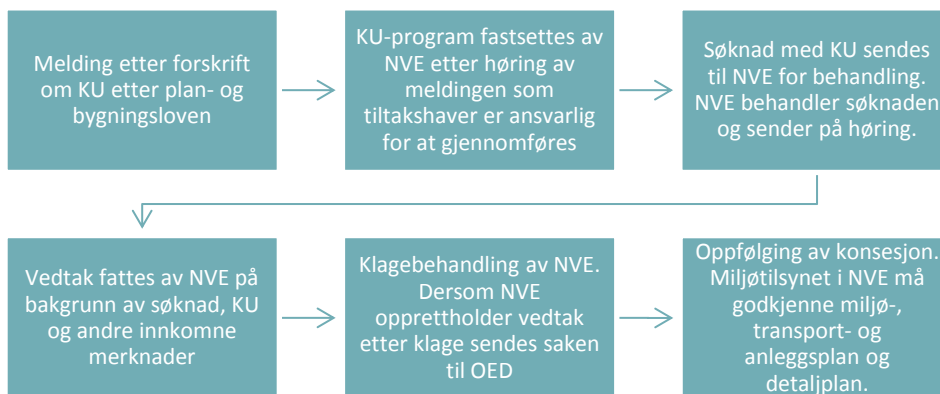 Melding etter forskrift
om KU etter plan- og
bygningsloven
KU-program fastsettes av
NVE etter høring av
meldingen som
tiltakshaver er ansvarlig
for at gjennomføres
Søknad med KU sendes
til NVE for behandling.
NVE behandler søknaden
og sender på høring.
Vedtak fattes av NVE på
bakgrunn av søknad, KU
og andre innkomne
merknader
Klagebehandling av NVE.
Dersom NVE
opprettholder vedtak
etter klage sendes saken
til OED
Oppfølging av konsesjon.
Miljøtilsynet i NVE må
godkjenne miljø-,
transport- og
anleggsplan og
detaljplan.